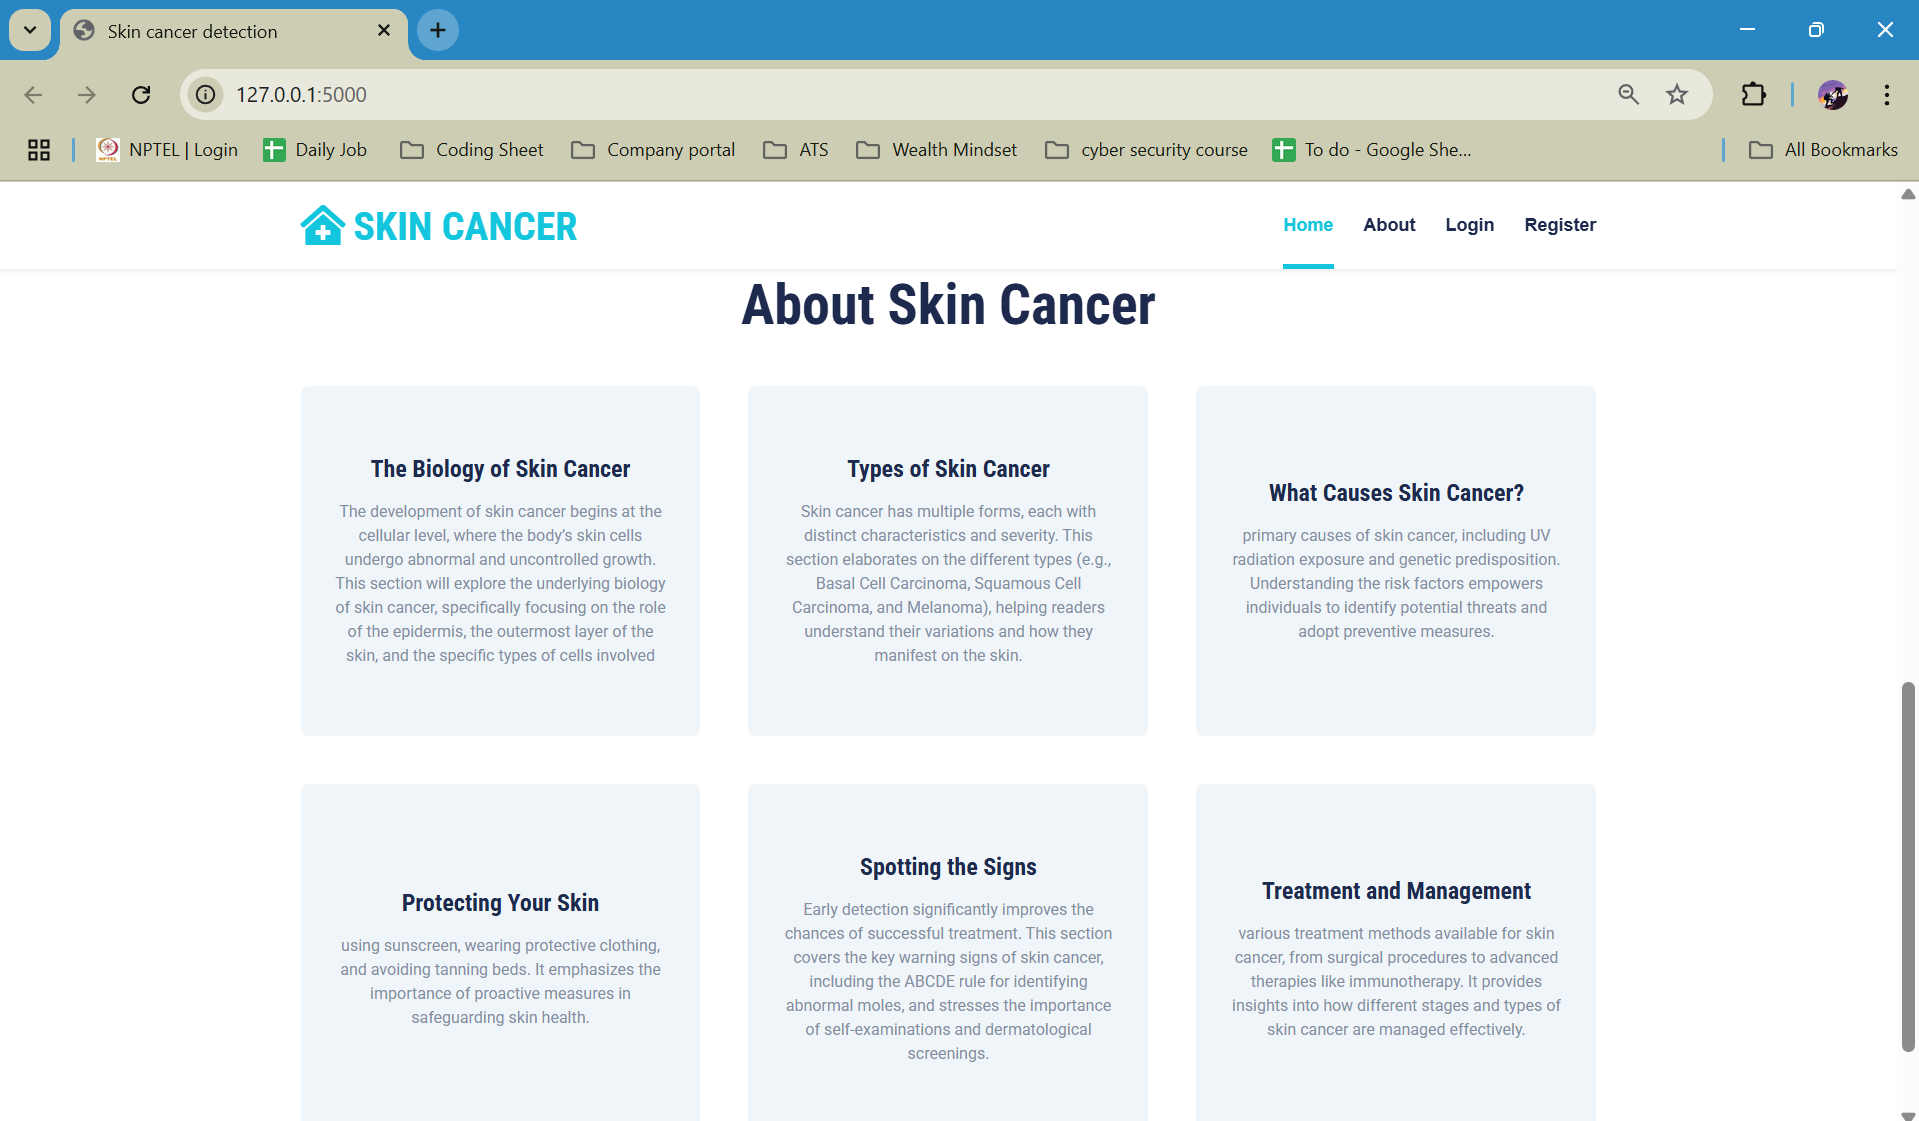 Skin cancer detection
127.0.0.1:5000
NPTEL | Login
Daily Job
Coding Sheet
Company portal
ATS
Wealth Mindset
cyber security course
To do - Google She...
All Bookmarks
SKIN CANCER
Home
About
Login
Register
About Skin Cancer
The Biology of Skin Cancer
The development of skin cancer begins at the
cellular level, where the body's skin cells
undergo abnormal and uncontrolled growth.
This section will explore the underlying biology
of skin cancer, specifically focusing on the role
of the epidermis, the outermost layer of the
skin, and the specific types of cells involved
Types of Skin Cancer
Skin cancer has multiple forms, each with
distinct characteristics and severity. This
section elaborates on the different types (e.g.,
Basal Cell Carcinoma, Squamous Cell
Carcinoma, and Melanoma), helping readers
understand their variations and how they
manifest on the skin.
What Causes Skin Cancer?
primary causes of skin cancer, including UV
radiation exposure and genetic predisposition.
Understanding the risk factors empowers
individuals to identify potential threats and
adopt preventive measures.
Protecting Your Skin
using sunscreen, wearing protective clothing,
and avoiding tanning beds. It emphasizes the
importance of proactive measures in
safeguarding skin health.
Spotting the Signs
Early detection significantly improves the
chances of successful treatment. This section
covers the key warning signs of skin cancer,
including the ABCDE rule for identifying
abnormal moles, and stresses the importance
of self-examinations and dermatological
screenings.
Treatment and Management
various treatment methods available for skin
cancer, from surgical procedures to advanced
therapies like immunotherapy. It provides
insights into how different stages and types of
skin cancer are managed effectively.